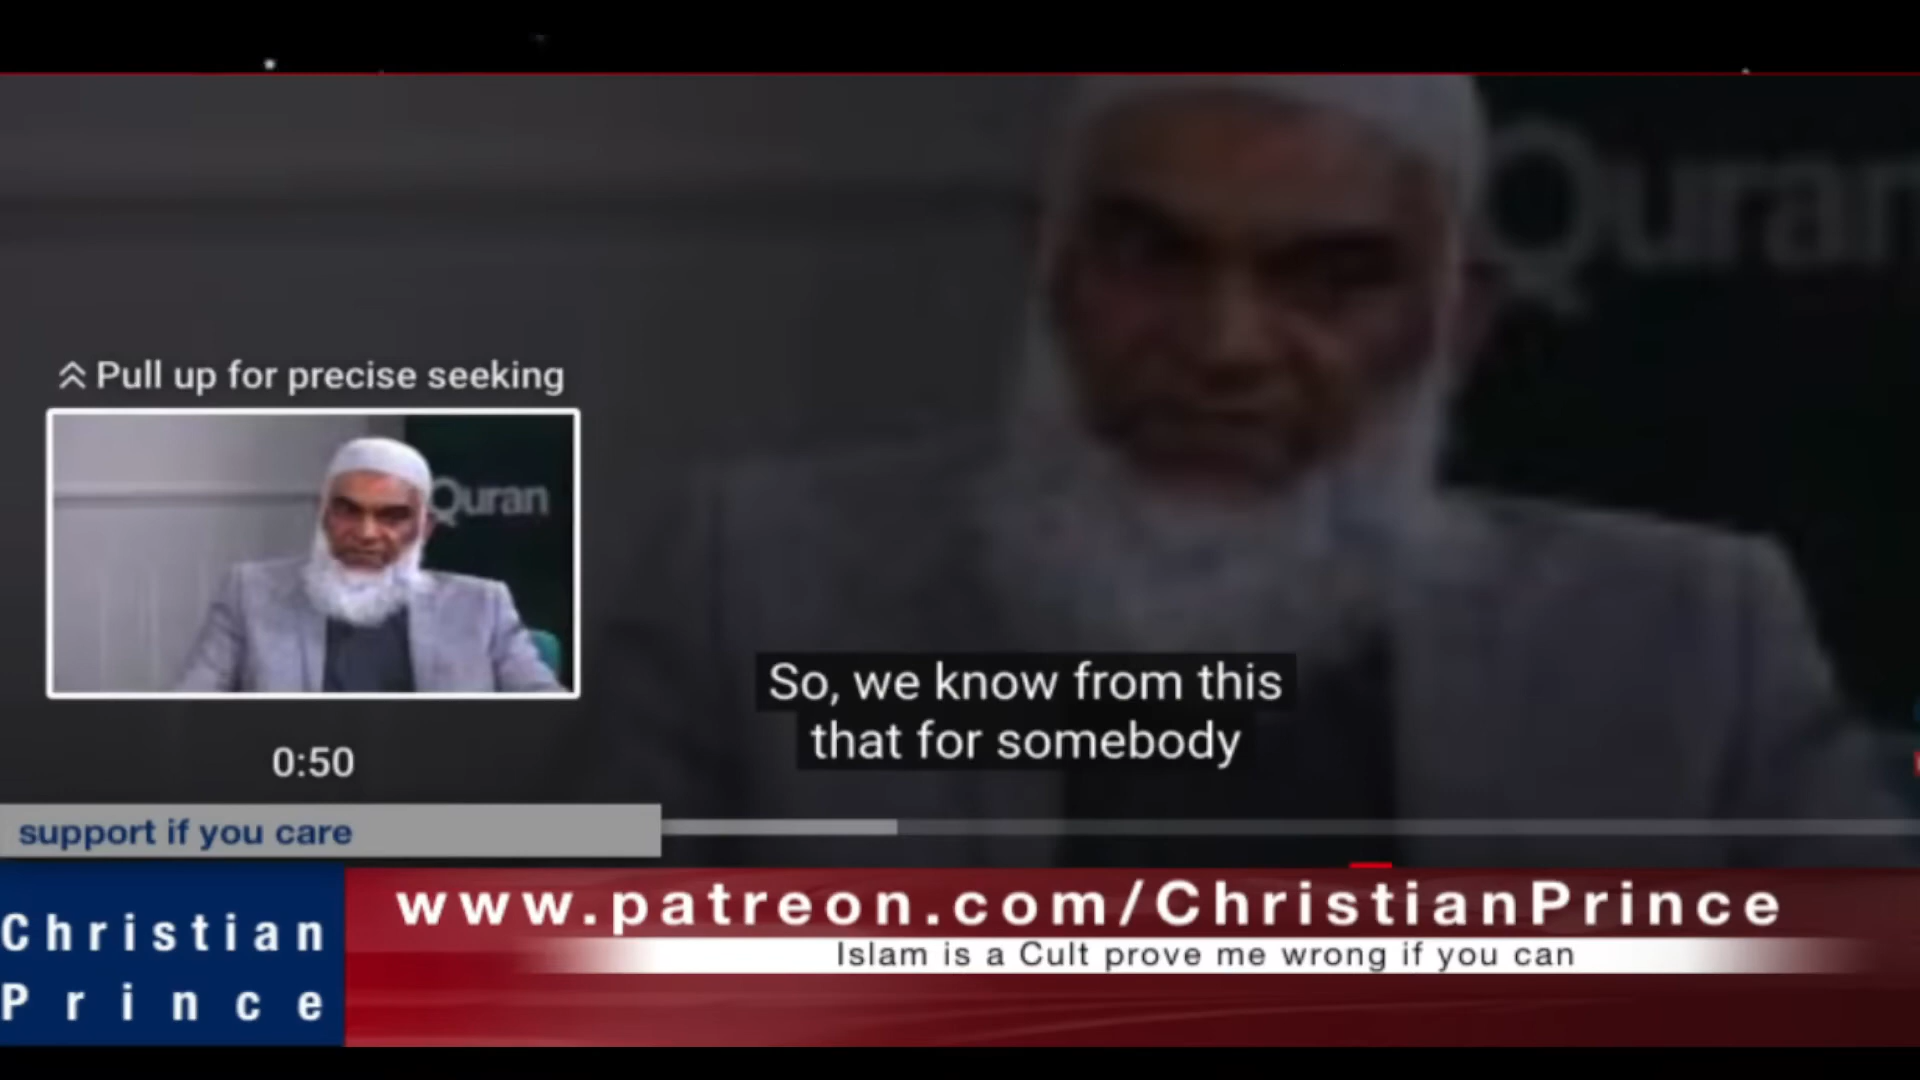 Quran
Pull up for precise seeking
Quran
So, we know from this
that for somebody
0:50
support if you care
Christian
Prince
www.patreon.com/ChristianPrince
Islam is a Cult prove me wrong if you can